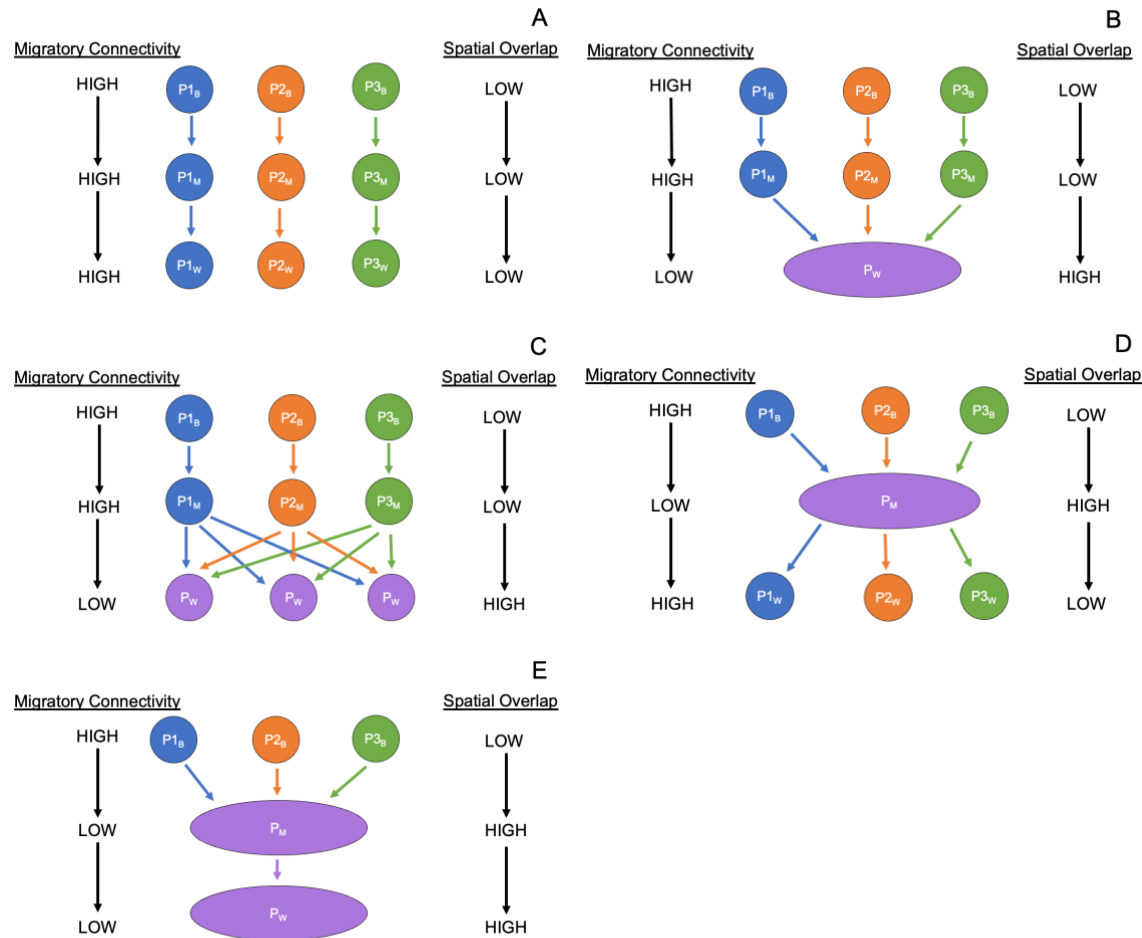 A
Migratory Connectivity
Spatial Overlap
HIGH
P1B
P2B
P3B
LOW
HIGH
P1M
P2M
P3M
LOW
HIGH
P1W
P2W
P3W
LOW
B
Migratory Connectivity
Spatial Overlap
HIGH
P1B
P2B
P3B
LOW
HIGH
P1M
P2M
P3M
LOW
LOW
PW
HIGH
C
Migratory Connectivity
Spatial Overlap
HIGH
P1B
P2B
P3B
LOW
HIGH
P1M
P2M
P3M
LOW
LOW
PW
PW
PW
HIGH
D
Migratory Connectivity
Spatial Overlap
HIGH
P1B
P2B
P3B
LOW
LOW
PM
HIGH
HIGH
P1W
P2W
P3W
LOW
E
Migratory Connectivity
Spatial Overlap
HIGH
P1B
P2B
P3B
LOW
LOW
PM
HIGH
LOW
PW
HIGH